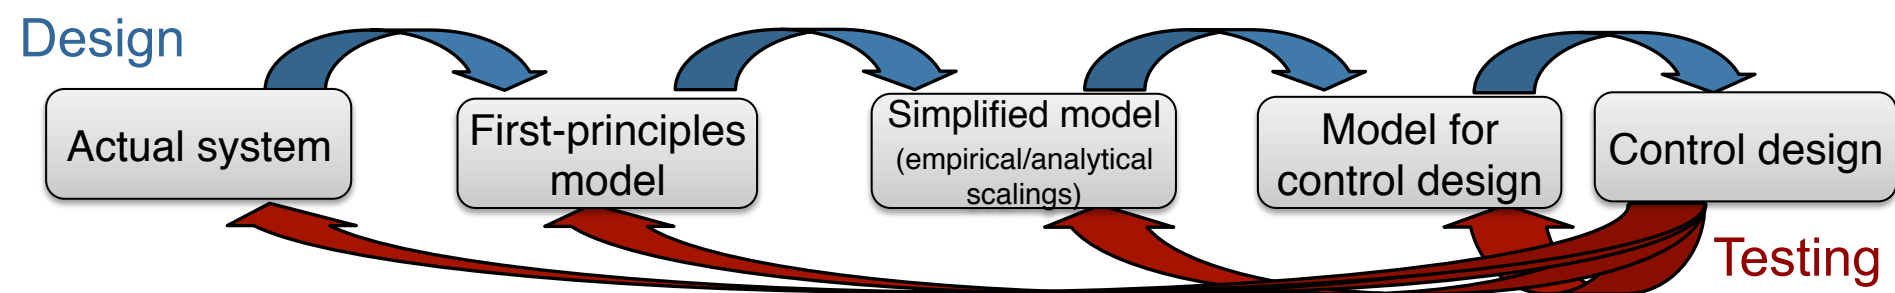 Design
Actual system
First-principles
model
Simplified model
(empirical/analytical
scalings)
Model for
control design
Control design
Testing